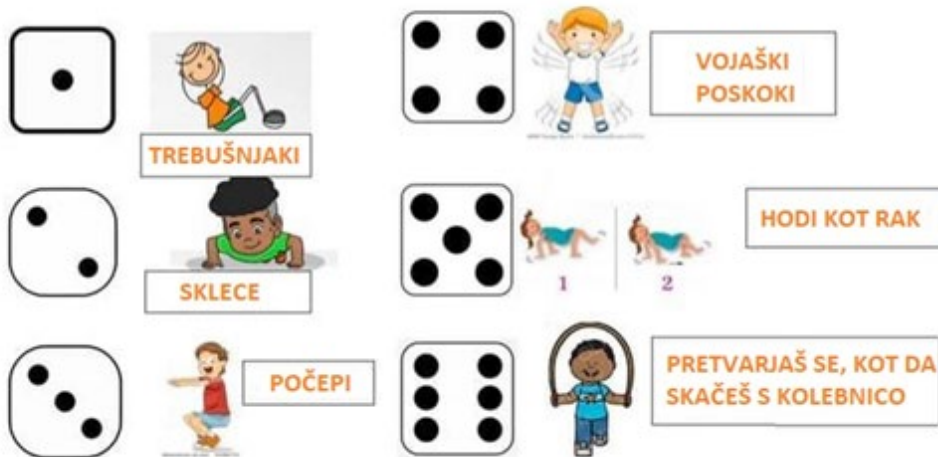 TREBUŠNJAKI
SKLECE
POČEPI
VOJAŠKI
POSKOKI
1
2
HODI KOT RAK
PRETVARJAŠ SE, KOT DA
SKAČEŠ S KOLEBNICO